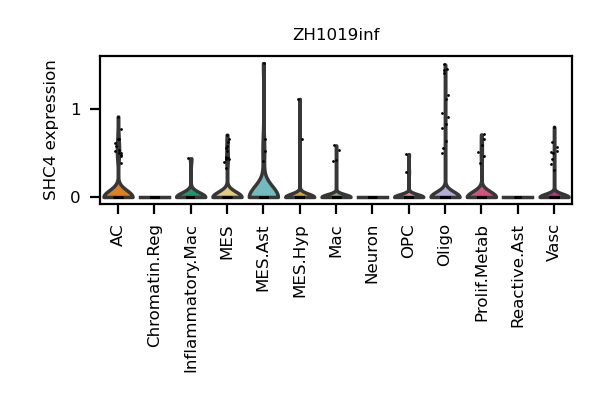 ZH1019inf
SHC4 expression
1
0
AC
Chromatin.Reg
Inflammatory.Mac
MES
MES.Ast
MES.Hyp
Mac
Neuron
OPC
Oligo
Prolif.Metab
Reactive.Ast
Vasc